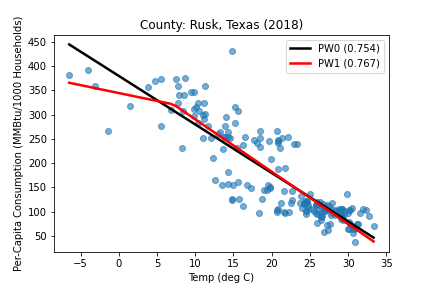 County: Rusk, Texas (2018)
PW0 (0.754)
PW1 (0.767)
Per-Capita Consumption (MMBtu/1000 Households)
450
400
350
300
250
200
150
100
50
−5 0 5 10 15 20 25 30 35
Temp (deg C)